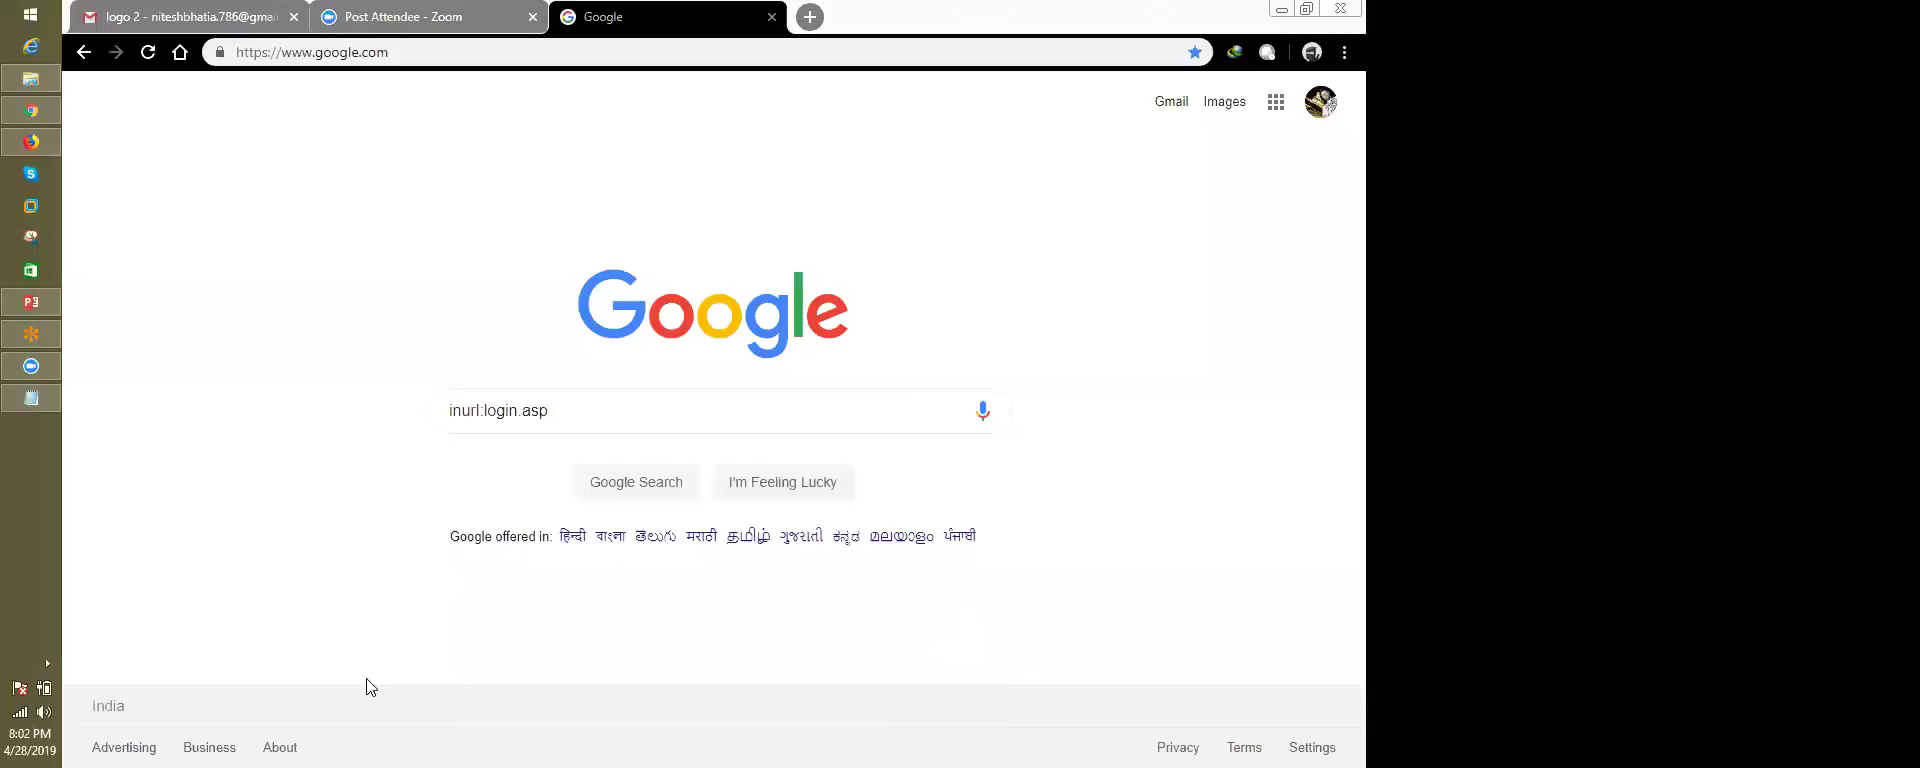 logo 2 - niteshbhatia.786@gmai
Post Attendee - Zoom
Google
https://www.google.com
Gmail Images
Google
inurl:login.asp
Google Search I'm Feeling Lucky
Google offered in: हिन्दी বাংলা తెలుగు मराठी தமிழ் ગુજરાતી ಕನ್ನಡ മലയാളം ਪੰਜਾਬੀ
India
8:02 PM
4/28/2019
Advertising Business About Privacy Terms Settings